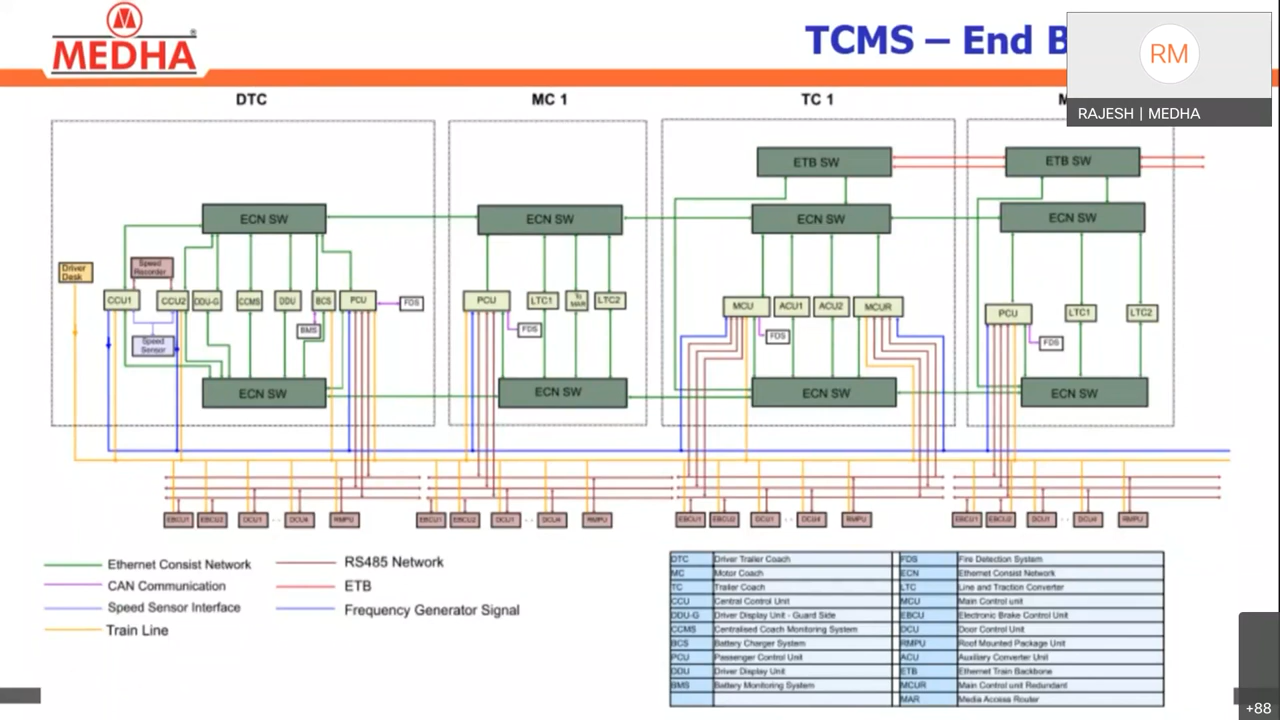 MEDHA
TCMS – End B
RM
RAJESH | MEDHA
DTC
MC 1
TC 1
M
ETB SW
ETB SW
ECN SW
ECN SW
ECN SW
ECN SW
Driver Desk
Speed Recorder
CCU1
CCU2
DDU-G
CCMS
DDU
BCS
PCU
FDS
BMS
Speed Sensor
PCU
LTC1
To MAR
LTC2
FDS
MCU
ACU1
ACU2
MCUR
FDS
PCU
LTC1
LTC2
FDS
ECN SW
ECN SW
ECN SW
ECN SW
EBCU1 EBCU2 DCU1 DCU4 RMPU
EBCU1 EBCU2 DCU1 DCU4 RMPU
EBCU1 EBCU2 DCU1 DCU4 RMPU
EBCU1 EBCU2 DCU1 DCU4 RMPU
Ethernet Consist Network
RS485 Network
CAN Communication
ETB
Speed Sensor Interface
Frequency Generator Signal
Train Line
DTC Driver Trailer Coach FDS Fire Detection System
MC Motor Coach ECN Ethernet Consist Network
TC Trailer Coach LTC Line and Traction Converter
CCU Central Control Unit MCU Main Control unit
DDU-G Driver Display Unit - Guard Side EBCU Electronic Brake Control Unit
CCMS Centralised Coach Monitoring System DCU Door Control Unit
BCS Battery Charger System RMPU Roof Mounted Package Unit
PCU Passenger Control Unit ACU Auxiliary Converter Unit
DDU Driver Display Unit ETB Ethernet Train Backbone
BMS Battery Monitoring System MCUR Main Control unit Redundant
MAR Media Access Router
+88